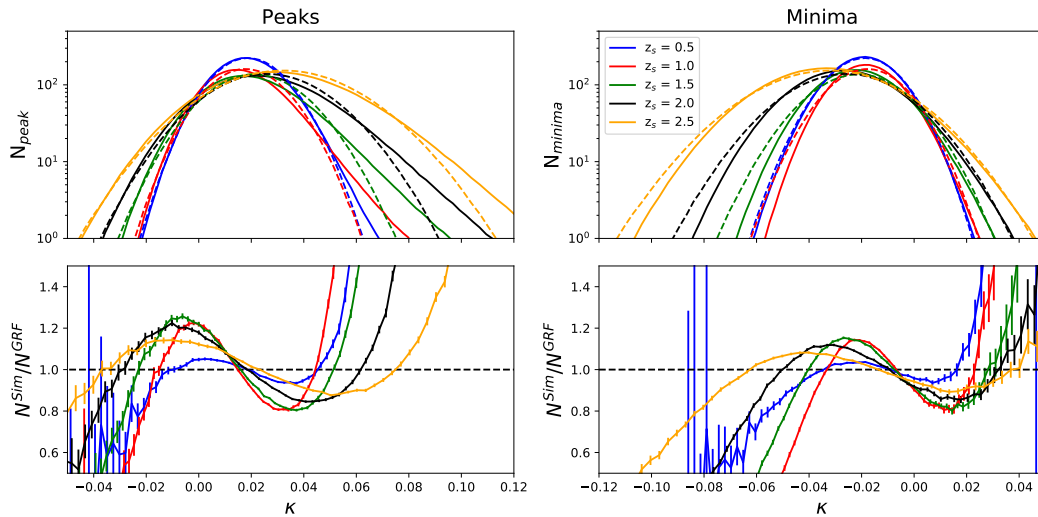 Peaks
Minima
N_peak
10^2
10^1
10^0
N_minima
10^2
10^1
10^0
z_s = 0.5
z_s = 1.0
z_s = 1.5
z_s = 2.0
z_s = 2.5
N^Sim/N^GRF
1.4
1.2
1.0
0.8
0.6
−0.04 −0.02 0.00 0.02 0.04 0.06 0.08 0.10 0.12
κ
N^Sim/N^GRF
1.4
1.2
1.0
0.8
0.6
−0.12 −0.10 −0.08 −0.06 −0.04 −0.02 0.00 0.02 0.04
κ